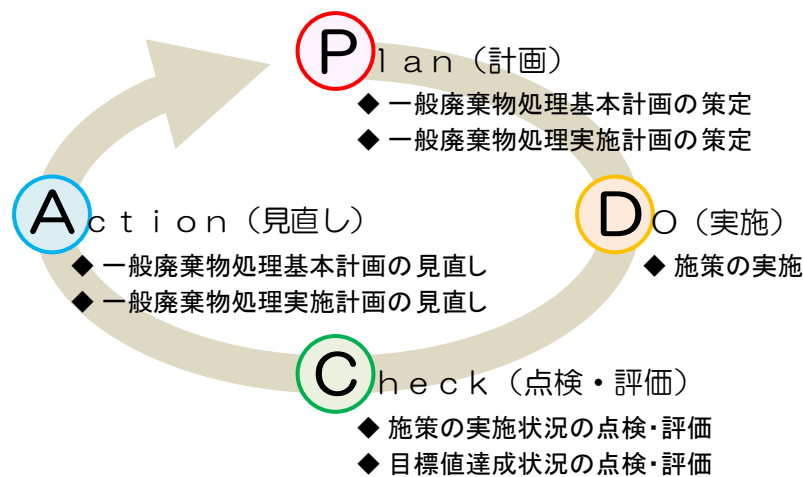 Ｐｌａｎ（計画）
◆ 一般廃棄物処理基本計画の策定
◆ 一般廃棄物処理実施計画の策定
Ｄｏ（実施）
◆ 施策の実施
Ｃｈｅｃｋ（点検・評価）
◆ 施策の実施状況の点検・評価
◆ 目標値達成状況の点検・評価
Ａｃｔｉｏｎ（見直し）
◆ 一般廃棄物処理基本計画の見直し
◆ 一般廃棄物処理実施計画の見直し